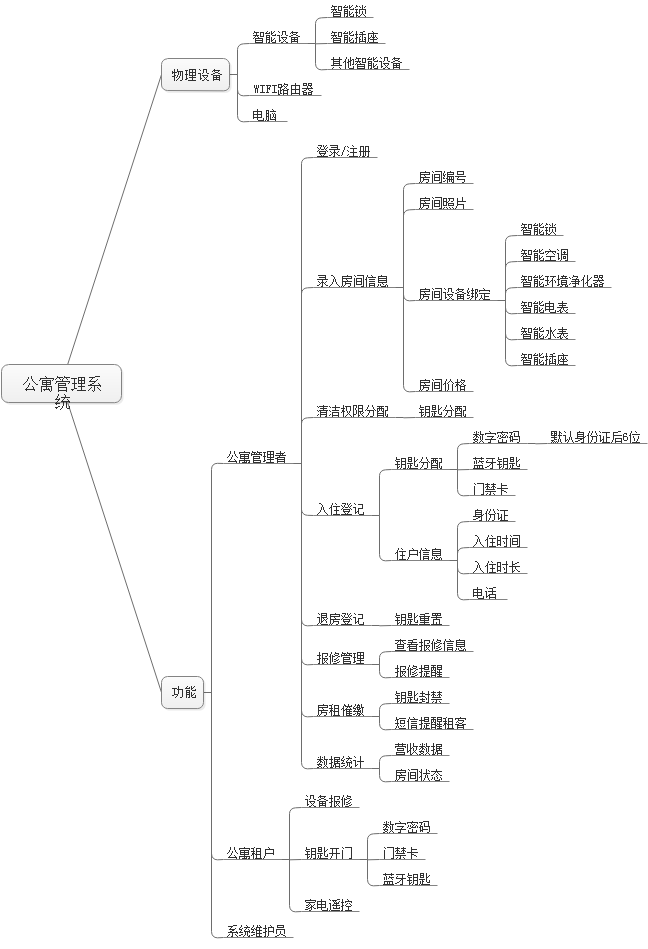 智能锁
智能设备
智能插座
其他智能设备
物理设备
WIFI路由器
电脑
登录/注册
房间编号
房间照片
录入房间信息
智能锁
智能空调
智能环境净化器
房间设备绑定
智能电表
智能水表
智能插座
房间价格
公寓管理系
统
清洁权限分配
钥匙分配
公寓管理者
数字密码
默认身份证后6位
钥匙分配
蓝牙钥匙
门禁卡
入住登记
身份证
入住时间
住户信息
入住时长
电话
退房登记
钥匙重置
查看报修信息
报修管理
报修提醒
功能
钥匙封禁
房租催缴
短信提醒租客
营收数据
数据统计
房间状态
设备报修
公寓租户
数字密码
钥匙开门
门禁卡
蓝牙钥匙
家电遥控
系统维护员